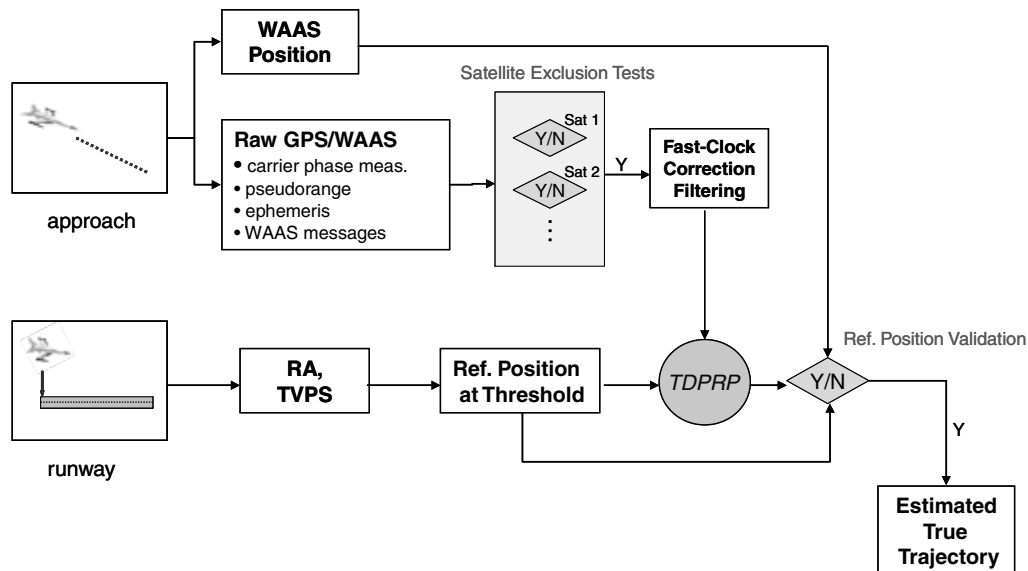 WAAS
Position
Satellite Exclusion Tests
approach
Raw GPS/WAAS
• carrier phase meas.
• pseudorange
• ephemeris
• WAAS messages
Sat 1
Y/N
Sat 2
Y/N
Y
Fast-Clock
Correction
Filtering
runway
RA,
TVPS
Ref. Position
at Threshold
TDPRP
Ref. Position Validation
Y/N
Y
Estimated
True
Trajectory